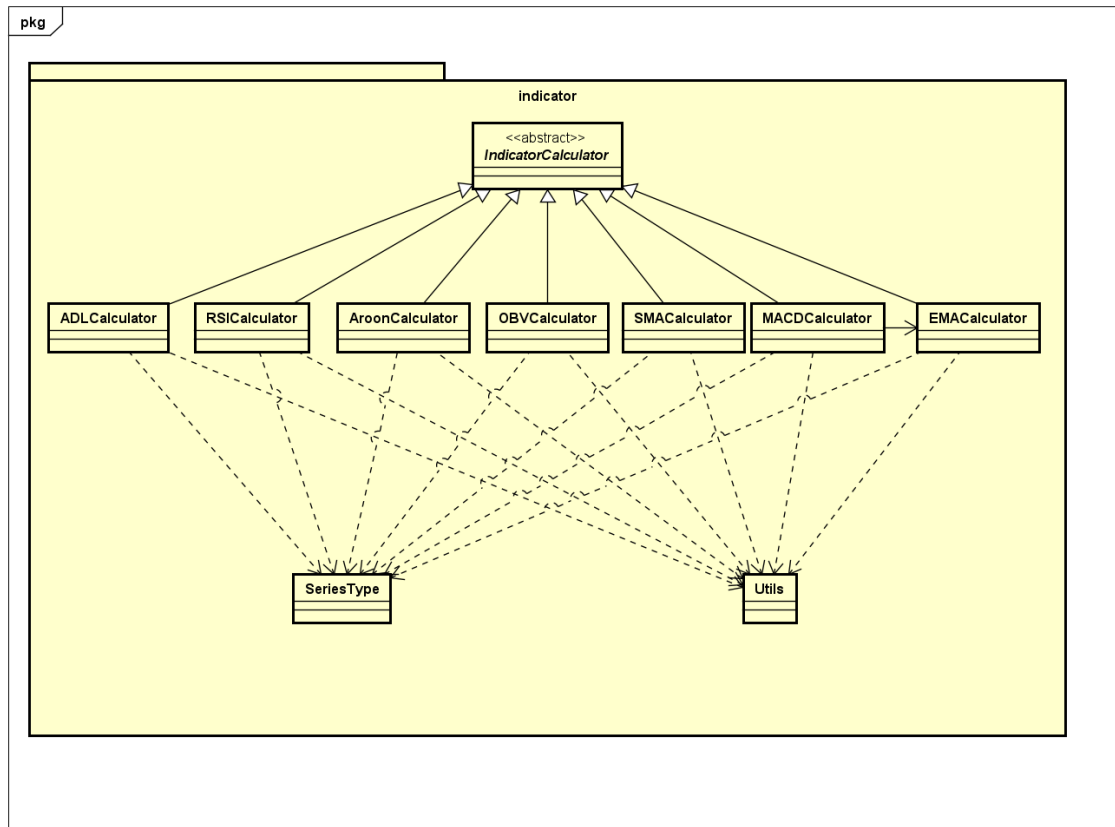 pkg
indicator
<<abstract>>
IndicatorCalculator
ADLCalculator
RSICalculator
AroonCalculator
OBVCalculator
SMACalculator
MACDCalculator
EMACalculator
SeriesType
Utils